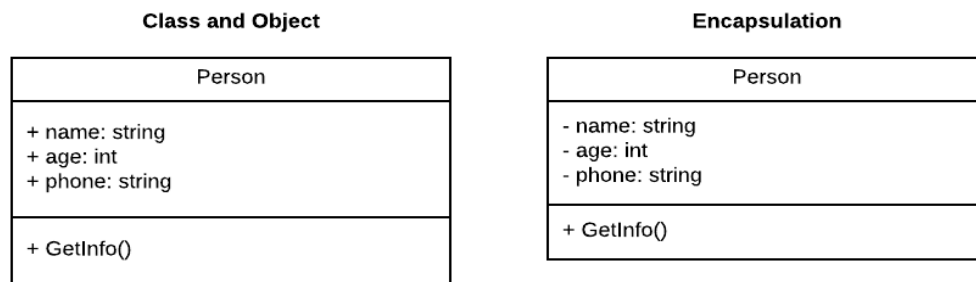 Class and Object
Person
+ name: string
+ age: int
+ phone: string
+ GetInfo()
Encapsulation
Person
- name: string
- age: int
- phone: string
+ GetInfo()